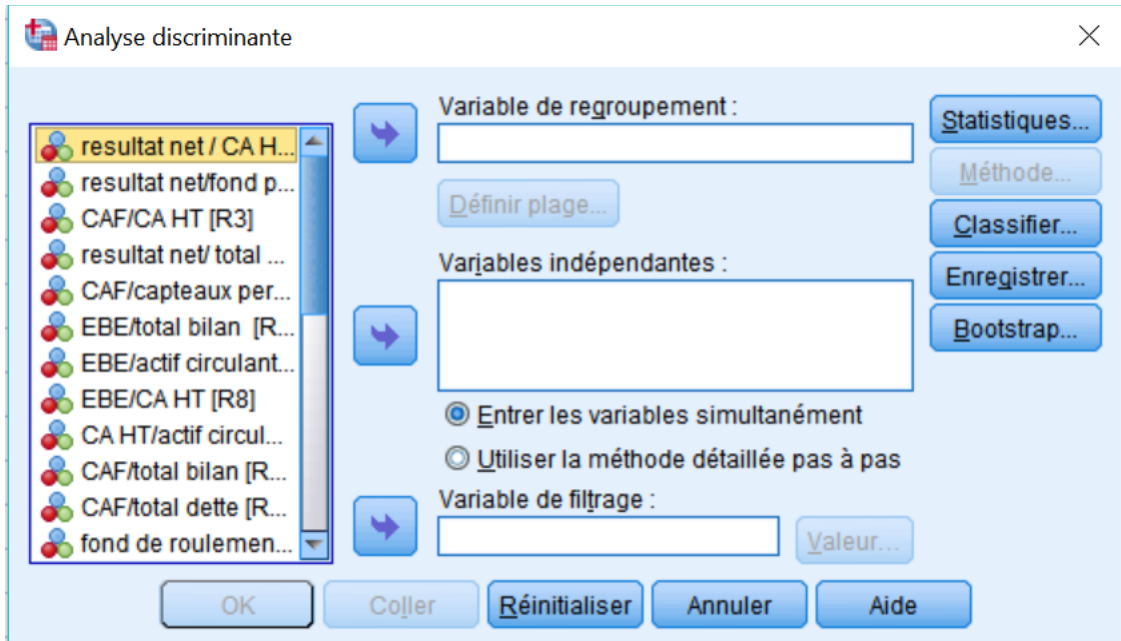 Analyse discriminante
Variable de regroupement :
Définir plage...
Variables indépendantes :
Entrer les variables simultanément
Utiliser la méthode détaillée pas à pas
Variable de filtrage :
Valeur...
resultat net / CA H...
resultat net/fond p...
CAF/CA HT [R3]
resultat net/ total ...
CAF/capteaux per...
EBE/total bilan [R...
EBE/actif circulant...
EBE/CA HT [R8]
CA HT/actif circul...
CAF/total bilan [R...
CAF/total dette [R...
fond de roulemen...
Statistiques...
Méthode...
Classifier...
Enregistrer...
Bootstrap...
OK
Coller
Réinitialiser
Annuler
Aide